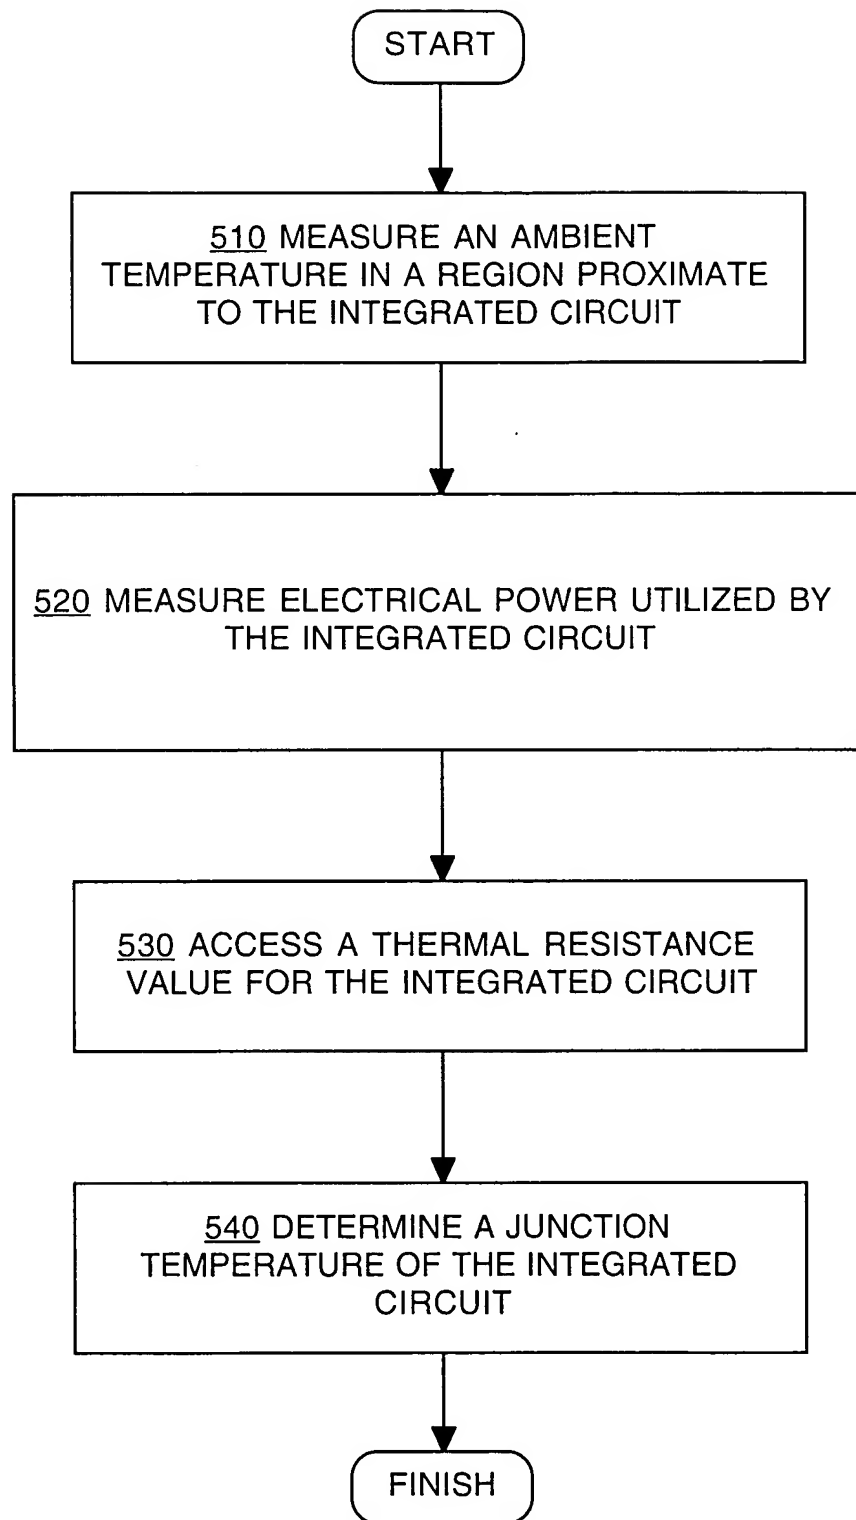 START
510 MEASURE AN AMBIENT
TEMPERATURE IN A REGION PROXIMATE
TO THE INTEGRATED CIRCUIT
520 MEASURE ELECTRICAL POWER UTILIZED BY
THE INTEGRATED CIRCUIT
530 ACCESS A THERMAL RESISTANCE
VALUE FOR THE INTEGRATED CIRCUIT
540 DETERMINE A JUNCTION
TEMPERATURE OF THE INTEGRATED
CIRCUIT
FINISH